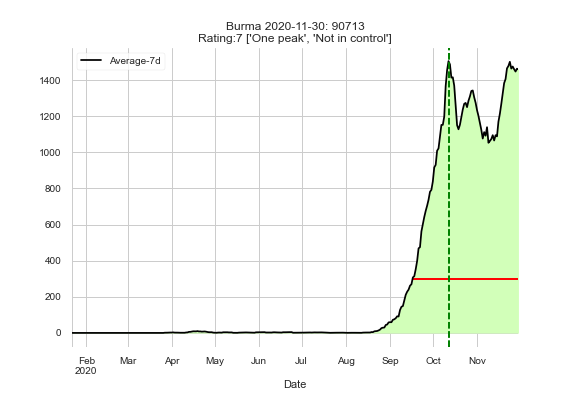 Burma 2020-11-30: 90713
Rating:7 ['One peak', 'Not in control']
Average-7d
1400
1200
1000
800
600
400
200
0
Feb Mar Apr May Jun Jul Aug Sep Oct Nov
2020
Date